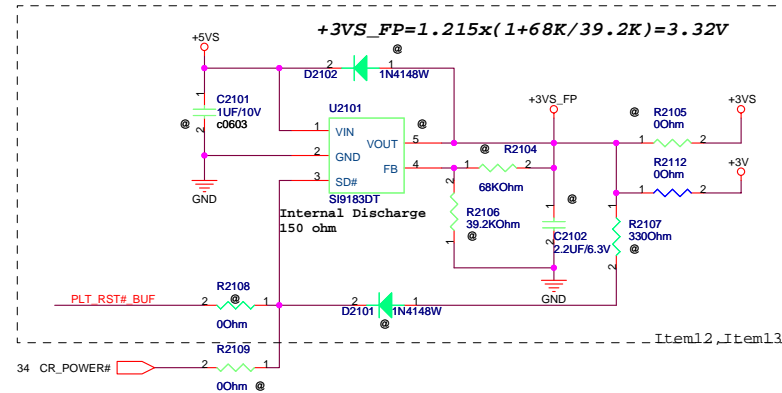 +3VS_FP=1.215x(1+68K/39.2K)=3.32V
+5VS
@
2 1
D2102 1N4148W
C2101
1UF/10V
c0603
@
1
2
GND
U2101
1 VIN
2 GND
3 SD#
VOUT 5
FB 4
SI9183DT
@
Internal Discharge
150 ohm
+3VS_FP
@
R2104
1 2
68KOhm
2
R2106
39.2KOhm
1 @
@
1
C2102
2.2UF/6.3V
2
GND
@ R2105
0Ohm
1 2
+3VS
R2112
0Ohm
1 2
+3V
1
R2107
330Ohm
2 @
PLT_RST#_BUF
R2108
2 @ 1
0Ohm
2 1
D2101 1N4148W
@
Item12,Item13
34 CR_POWER#
R2109
2 1
0Ohm @